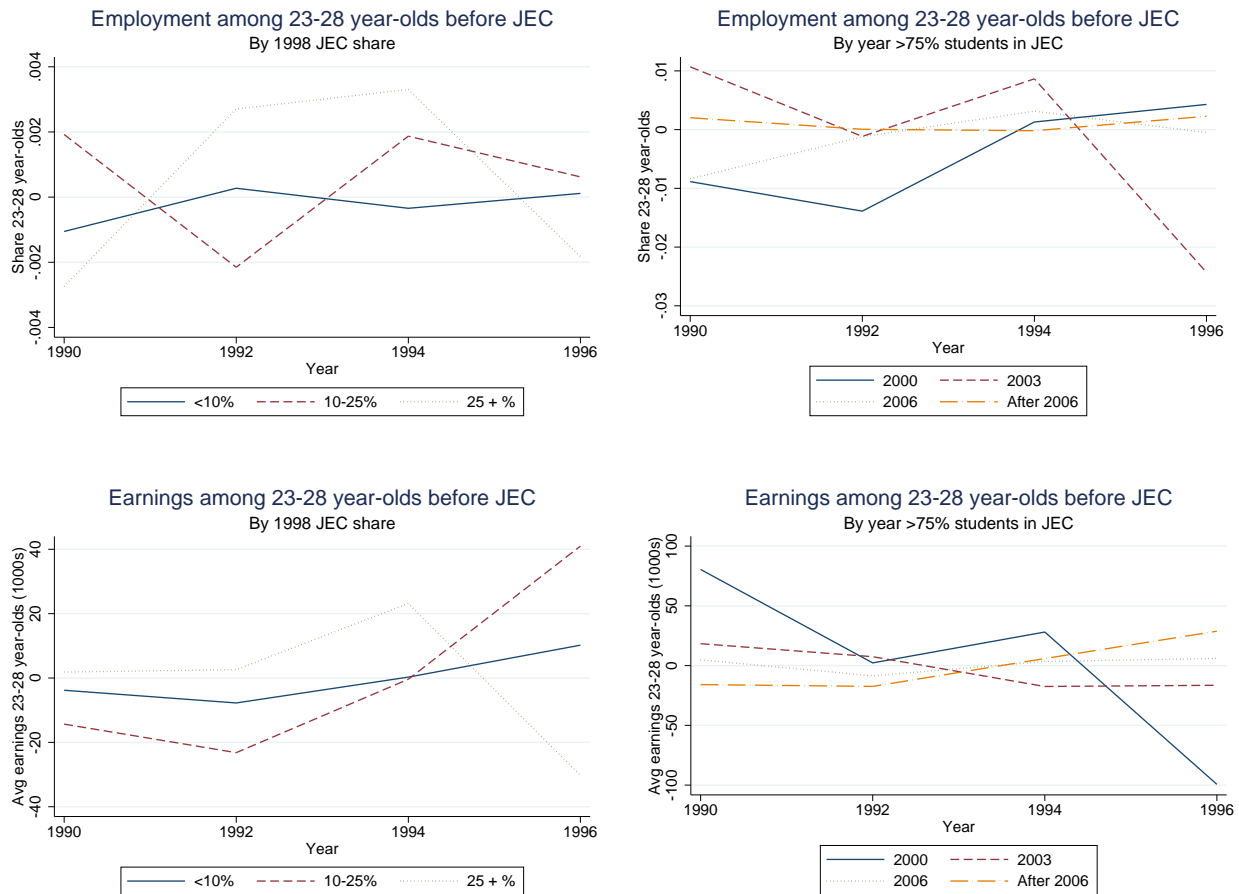 Employment among 23-28 year-olds before JEC
By 1998 JEC share
Share 23-28 year-olds
.004
.002
0
-.002
-.004
1990 1992 1994 1996
Year
<10% 10-25% 25 + %
Employment among 23-28 year-olds before JEC
By year >75% students in JEC
Share 23-28 year-olds
.01
0
-.01
-.02
-.03
1990 1992 1994 1996
Year
2000 2003
2006 After 2006
Earnings among 23-28 year-olds before JEC
By 1998 JEC share
Avg earnings 23-28 year-olds (1000s)
40
20
0
-20
-40
1990 1992 1994 1996
Year
<10% 10-25% 25 + %
Earnings among 23-28 year-olds before JEC
By year >75% students in JEC
Avg earnings 23-28 year-olds (1000s)
100
50
0
-50
-100
1990 1992 1994 1996
Year
2000 2003
2006 After 2006